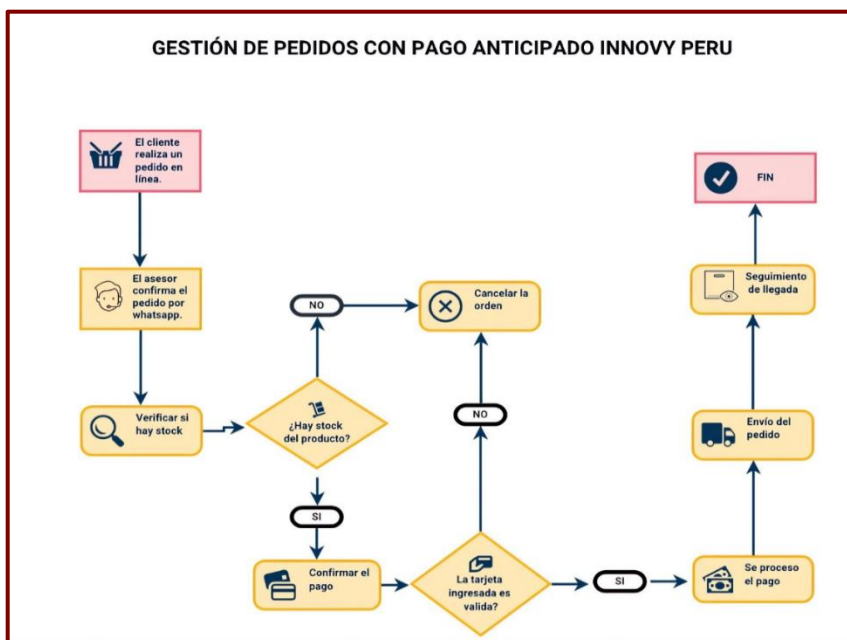 GESTIÓN DE PEDIDOS CON PAGO ANTICIPADO INNOVY PERU
El cliente
realiza un
pedido en
línea.
El asesor
confirma el
pedido por
whatsapp.
Verificar si
hay stock
¿Hay stock
del producto?
NO
Cancelar la
orden
SI
Confirmar el
pago
La tarjeta
ingresada es
valida?
NO
SI
Se proceso
el pago
Envío del
pedido
Seguimiento
de llegada
FIN